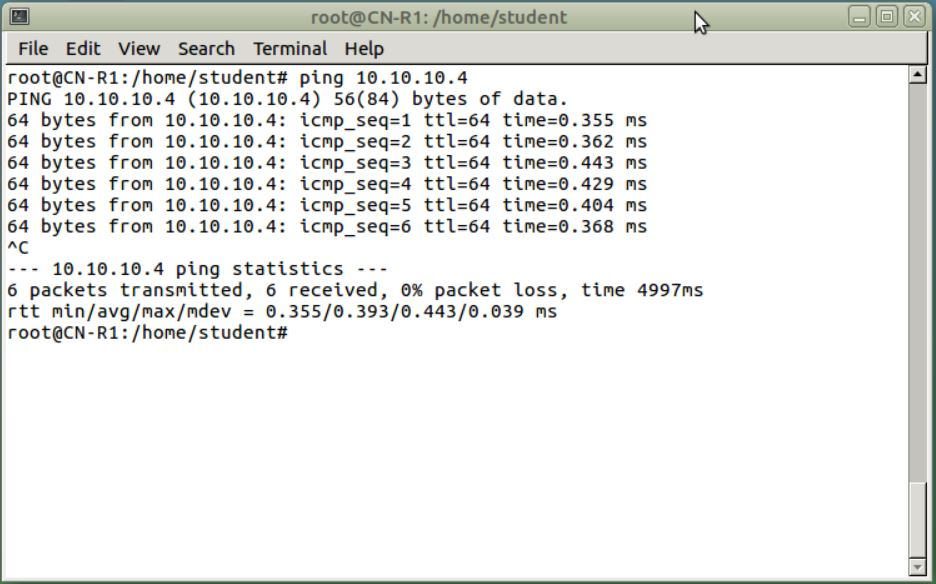 root@CN-R1: /home/student
File Edit View Search Terminal Help
root@CN-R1:/home/student# ping 10.10.10.4
PING 10.10.10.4 (10.10.10.4) 56(84) bytes of data.
64 bytes from 10.10.10.4: icmp_seq=1 ttl=64 time=0.355 ms
64 bytes from 10.10.10.4: icmp_seq=2 ttl=64 time=0.362 ms
64 bytes from 10.10.10.4: icmp_seq=3 ttl=64 time=0.443 ms
64 bytes from 10.10.10.4: icmp_seq=4 ttl=64 time=0.429 ms
64 bytes from 10.10.10.4: icmp_seq=5 ttl=64 time=0.404 ms
64 bytes from 10.10.10.4: icmp_seq=6 ttl=64 time=0.368 ms
^C
--- 10.10.10.4 ping statistics ---
6 packets transmitted, 6 received, 0% packet loss, time 4997ms
rtt min/avg/max/mdev = 0.355/0.393/0.443/0.039 ms
root@CN-R1:/home/student#